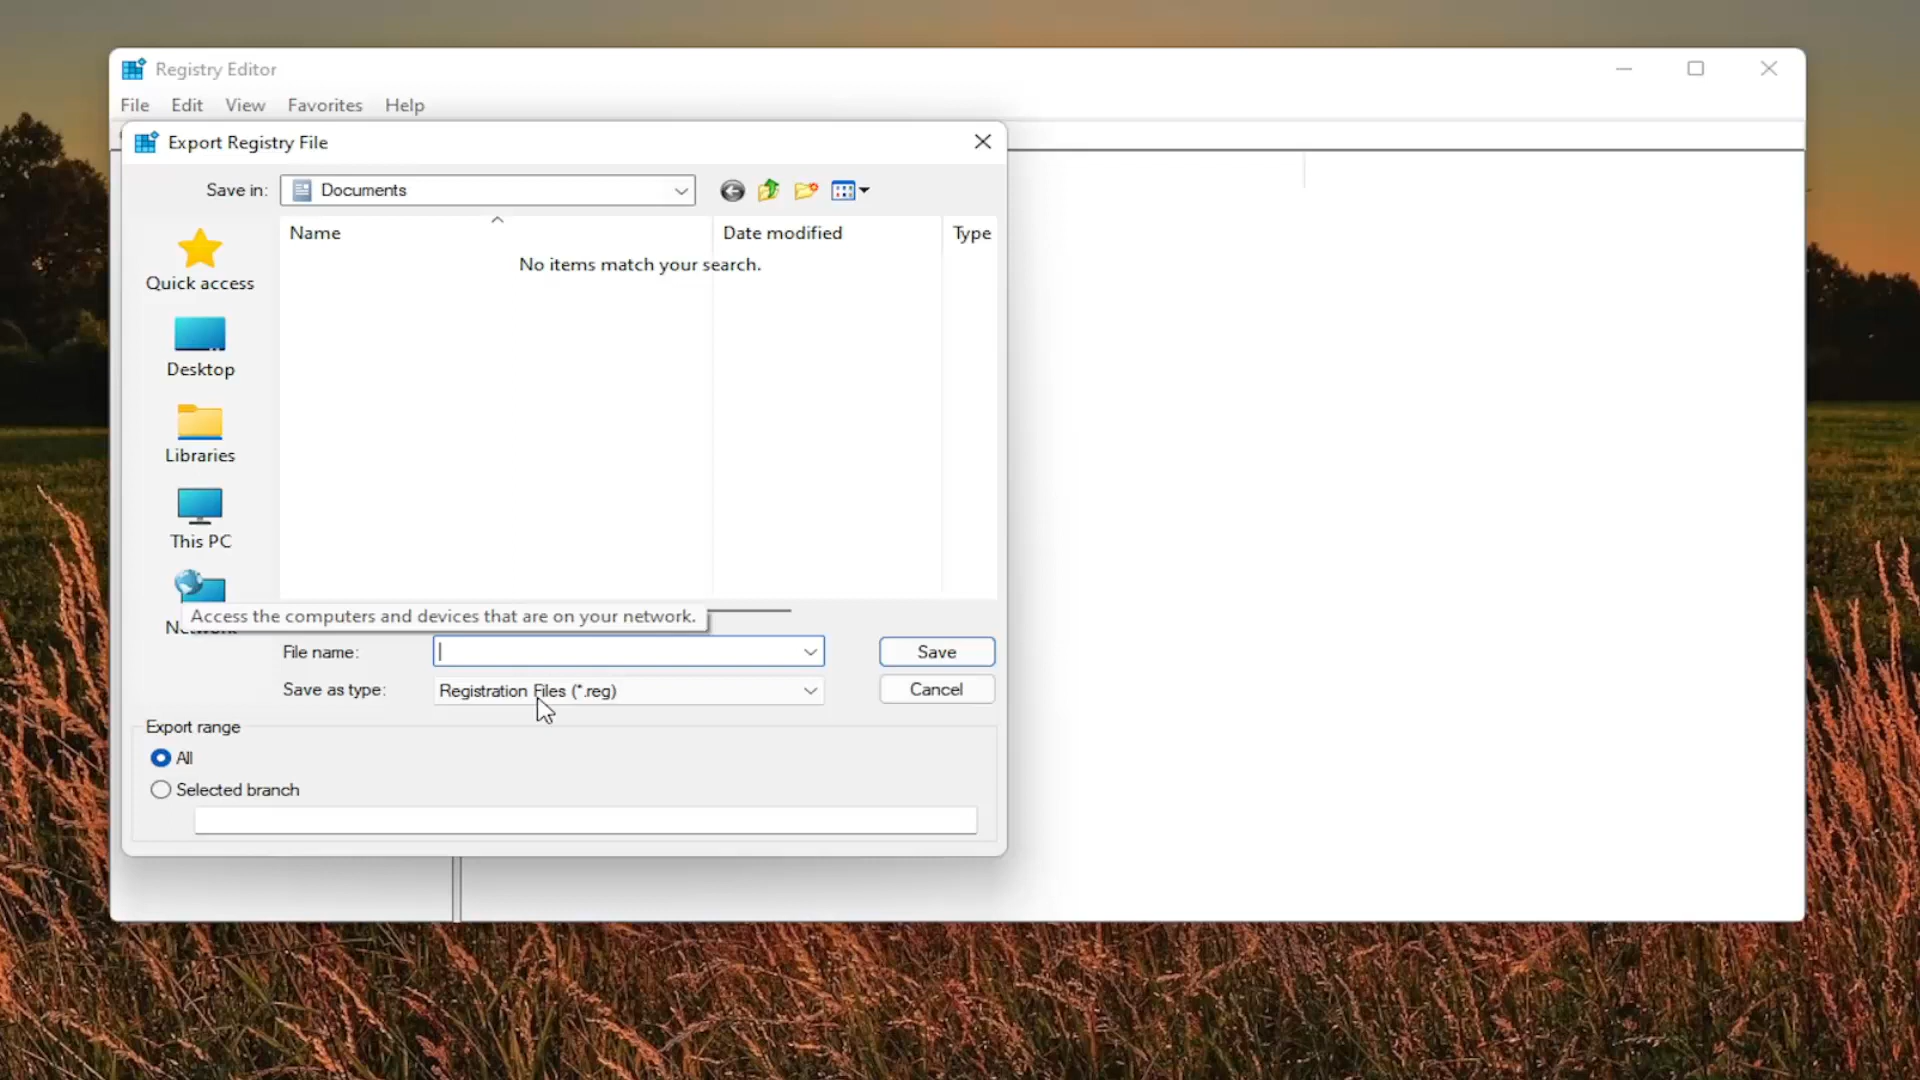 Registry Editor
File Edit View Favorites Help
Export Registry File
Save in: Documents
Name Date modified Type
No items match your search.
Quick access
Desktop
Libraries
This PC
Access the computers and devices that are on your network.
File name: Save
Save as type: Registration Files (*.reg) Cancel
Export range
All
Selected branch